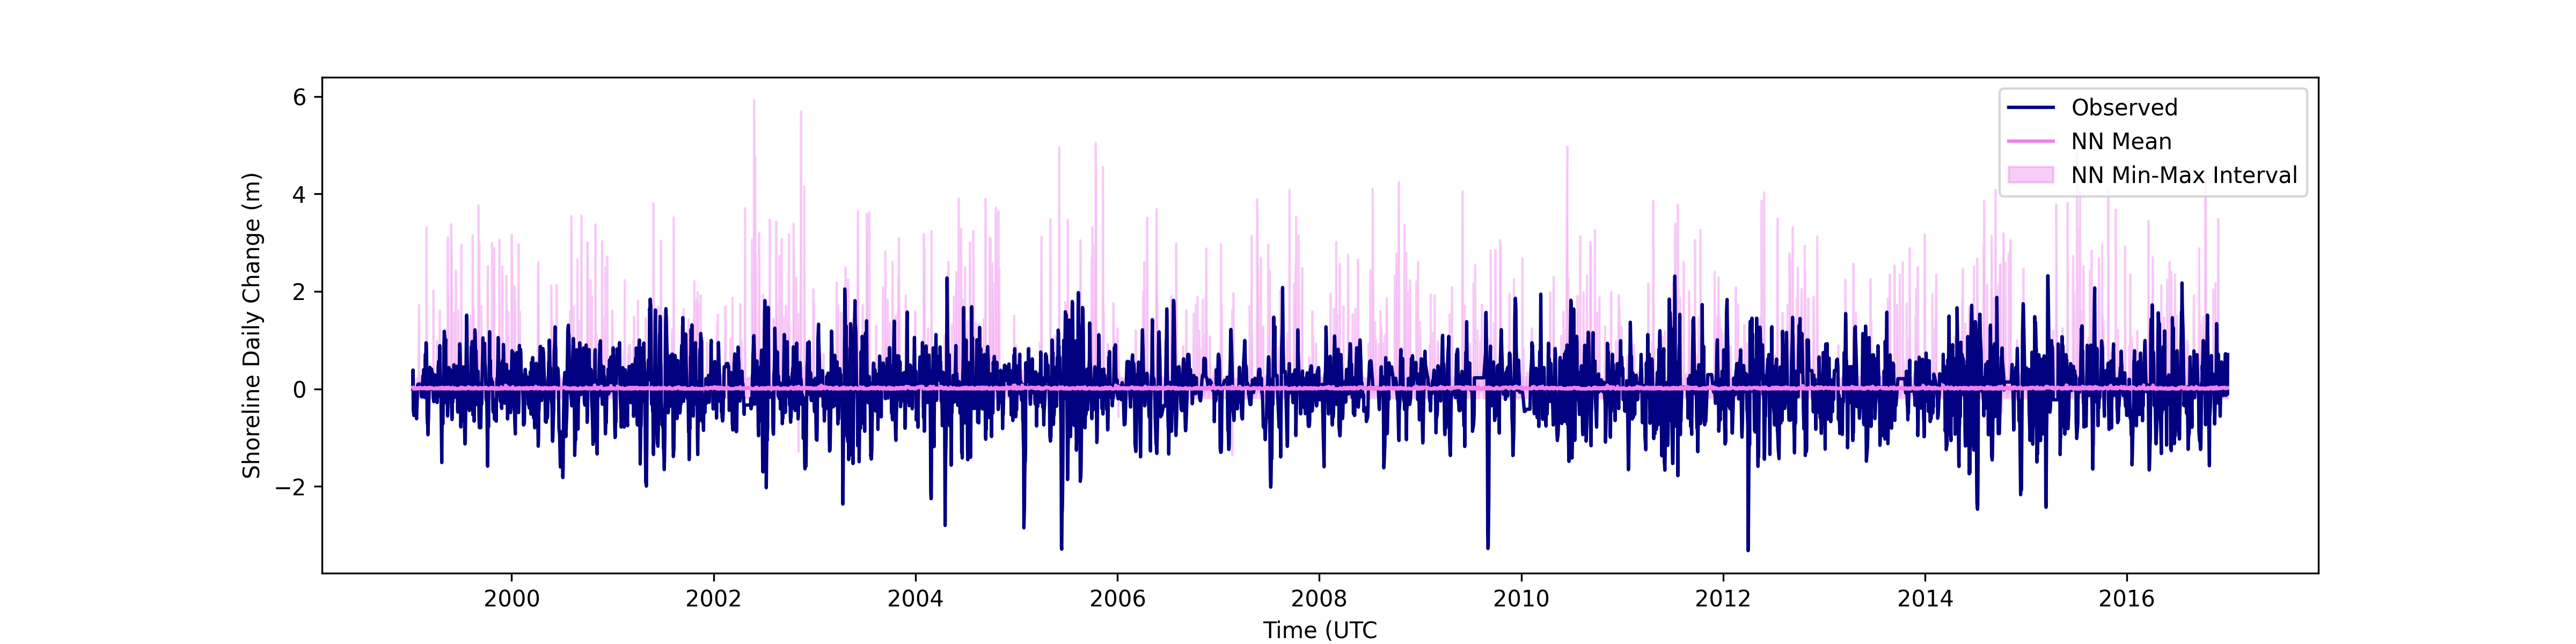 6
4
2
0
−2
Shoreline Daily Change (m)
Observed
NN Mean
NN Min-Max Interval
2000 2002 2004 2006 2008 2010 2012 2014 2016
Time (UTC